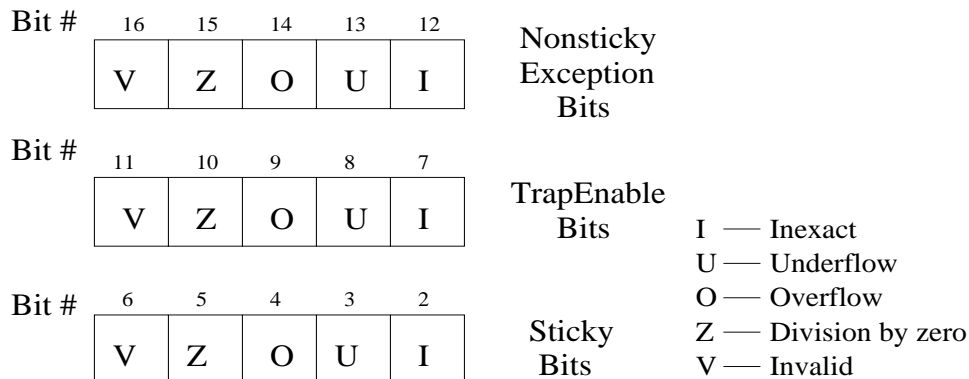 Bit # 16 15 14 13 12
V Z O U I
Nonsticky
Exception
Bits
Bit # 11 10 9 8 7
V Z O U I
TrapEnable
Bits
Bit # 6 5 4 3 2
V Z O U I
Sticky
Bits
I — Inexact
U — Underflow
O — Overflow
Z — Division by zero
V — Invalid